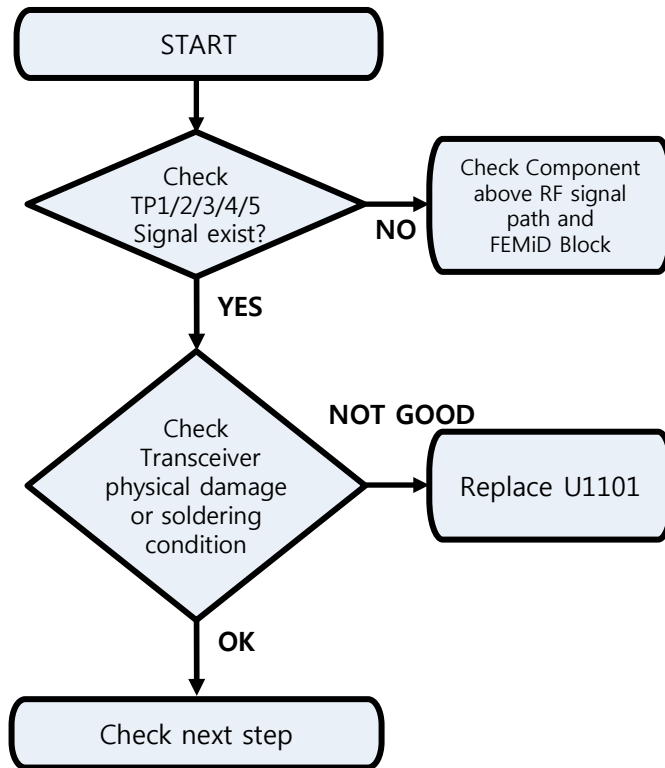 START
Check
TP1/2/3/4/5
Signal exist?
NO
Check Component
above RF signal
path and
FEMiD Block
YES
Check
Transceiver
physical damage
or soldering
condition
NOT GOOD
Replace U1101
OK
Check next step